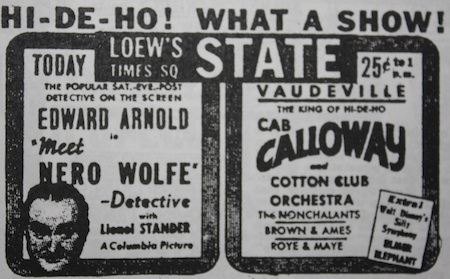 HI-DE-HO! WHAT A SHOW!
TODAY
LOEW'S
TIMES SQ
STATE
25¢ to 1
p.m.
THE POPULAR SAT.-EVE.-POST
DETECTIVE ON THE SCREEN
EDWARD ARNOLD
in
"Meet
NERO WOLFE"
-Detective
with
Lionel STANDER
A Columbia Picture
VAUDEVILLE
THE KING OF HI-DE-HO
CAB
CALLOWAY
and
COTTON CLUB
ORCHESTRA
THE NONCHALANTS
BROWN & AMES
ROYE & MAYE
Extra!
Walt Disney's
Silly
Symphony
ELMER
ELEPHANT